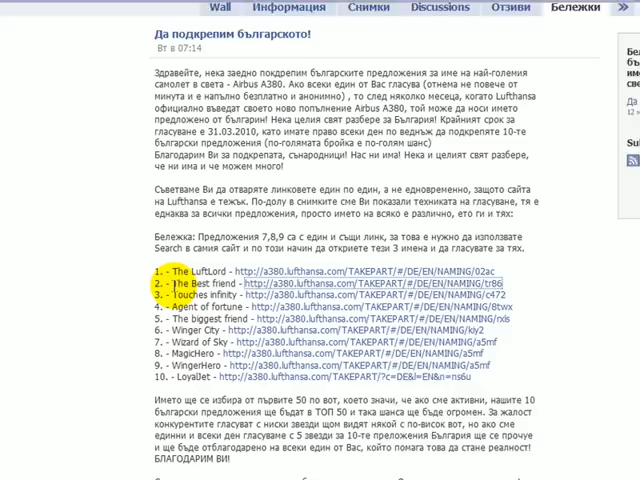 Wall Информация Снимки Discussions Отзиви Бележки »
Да подкрепим българското!
Вт в 07:14
Здравейте, нека заедно покдрепим българските предложения за име на най-големия
самолет в света - Airbus A380. Ако всеки един от Вас гласува (отнема не повече от
минута и е напълно безплатно и анонимно) , то след няколко месеца, когато Lufthansa
официално въведат своето ново попълнение Airbus A380, той може да носи името
предложено от българин! Нека целия свят разбере за България! Крайният срок за
гласуване е 31.03.2010, като имате право всеки ден по веднъж да подкрепяте 10-те
български предложения (по-голямата бройка е по-голям шанс)
Благодарим Ви за подкрепата, сънародници! Нас ни има! Нека и целият свят разбере,
че ни има и че можем много!
Съветваме Ви да отваряте линковете един по един, а не едновременно, защото сайта
на Lufthansa е тежък. По-долу в снимките сме Ви показали техниката на гласуване, тя е
еднаква за всички предложения, просто името на всяко е различно, ето ги и тях:
Бележка: Предложения 7,8,9 са с един и същи линк, за това е нужно да използвате
Search в самия сайт и по този начин да откриете тези 3 имена и да гласувате за тях.
1. - The LuftLord - http://a380.lufthansa.com/TAKEPART/#/DE/EN/NAMING/02ac
2. - The Best friend - http://a380.lufthansa.com/TAKEPART/#/DE/EN/NAMING/tr86
3. - Touches infinity - http://a380.lufthansa.com/TAKEPART/#/DE/EN/NAMING/c472
4. - Agent of fortune - http://a380.lufthansa.com/TAKEPART/#/DE/EN/NAMING/8twx
5. - The biggest friend - http://a380.lufthansa.com/TAKEPART/#/DE/EN/NAMING/rxis
6. - Winger City - http://a380.lufthansa.com/TAKEPART/#/DE/EN/NAMING/kiy2
7. - Wizard of Sky - http://a380.lufthansa.com/TAKEPART/#/DE/EN/NAMING/a5mf
8. - MagicHero - http://a380.lufthansa.com/TAKEPART/#/DE/EN/NAMING/a5mf
9. - WingerHero - http://a380.lufthansa.com/TAKEPART/#/DE/EN/NAMING/a5mf
10. - LoyalJet - http://a380.lufthansa.com/TAKEPART/?c=DE&l=EN&n=ns6u
Името ще се избира от първите 50 по вот, което значи, че ако сме активни, нашите 10
български предложения ще бъдат в ТОП 50 и така шанса ще бъде огромен. За жалост
конкурентите гласуват с ниски звезди щом видят някой с по-висок вот, но ако сме
единни и всеки ден гласуваме с 5 звезди за 10-те преложения България ще се прочуе
и ще бъде отблагодарено на всеки един от Вас, който помага това да стане реалност!
БЛАГОДАРИМ ВИ!